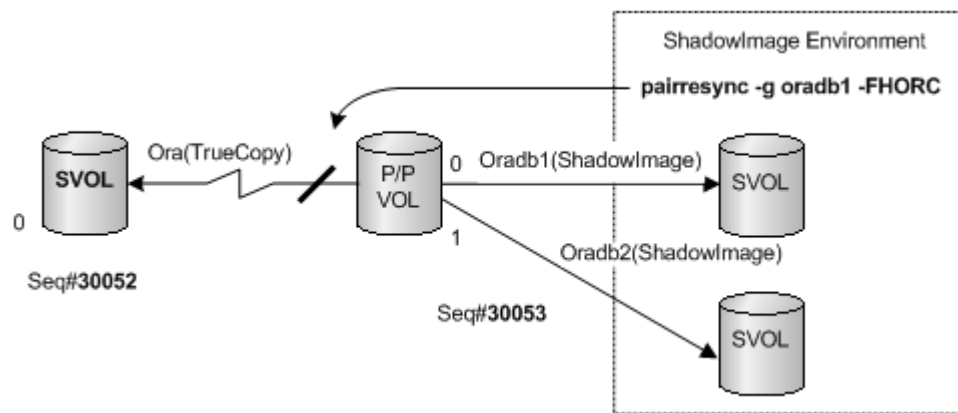 ShadowImage Environment
pairresync -g oradb1 -FHORC
Ora(TrueCopy)
0
Oradb1(ShadowImage)
SVOL
P/P
VOL
SVOL
0
1
Oradb2(ShadowImage)
Seq#30052
Seq#30053
SVOL